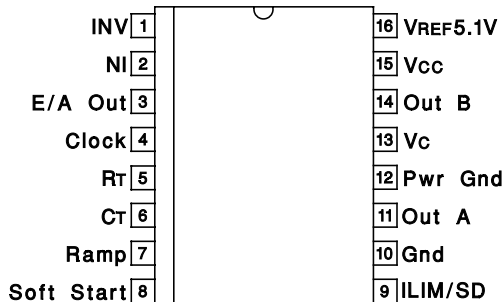 INV 1
NI 2
E/A Out 3
Clock 4
RT 5
CT 6
Ramp 7
Soft Start 8
16 VREF5.1V
15 VCC
14 Out B
13 VC
12 Pwr Gnd
11 Out A
10 Gnd
9 ILIM/SD